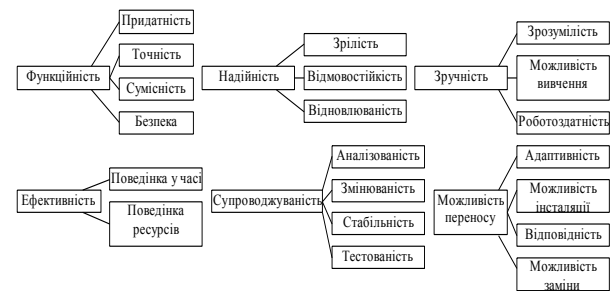 Функційність
Придатність
Точність
Сумісність
Безпека
Надійність
Зрілість
Відмовостійкість
Відновлюваність
Зручність
Зрозумілість
Можливість
вивчення
Роботоздатність
Ефективність
Поведінка у часі
Поведінка
ресурсів
Супроводжуваність
Аналізованість
Змінюваність
Стабільність
Тестованість
Можливість
переносу
Адаптивність
Можливість
інсталяції
Відповідність
Можливість
заміни